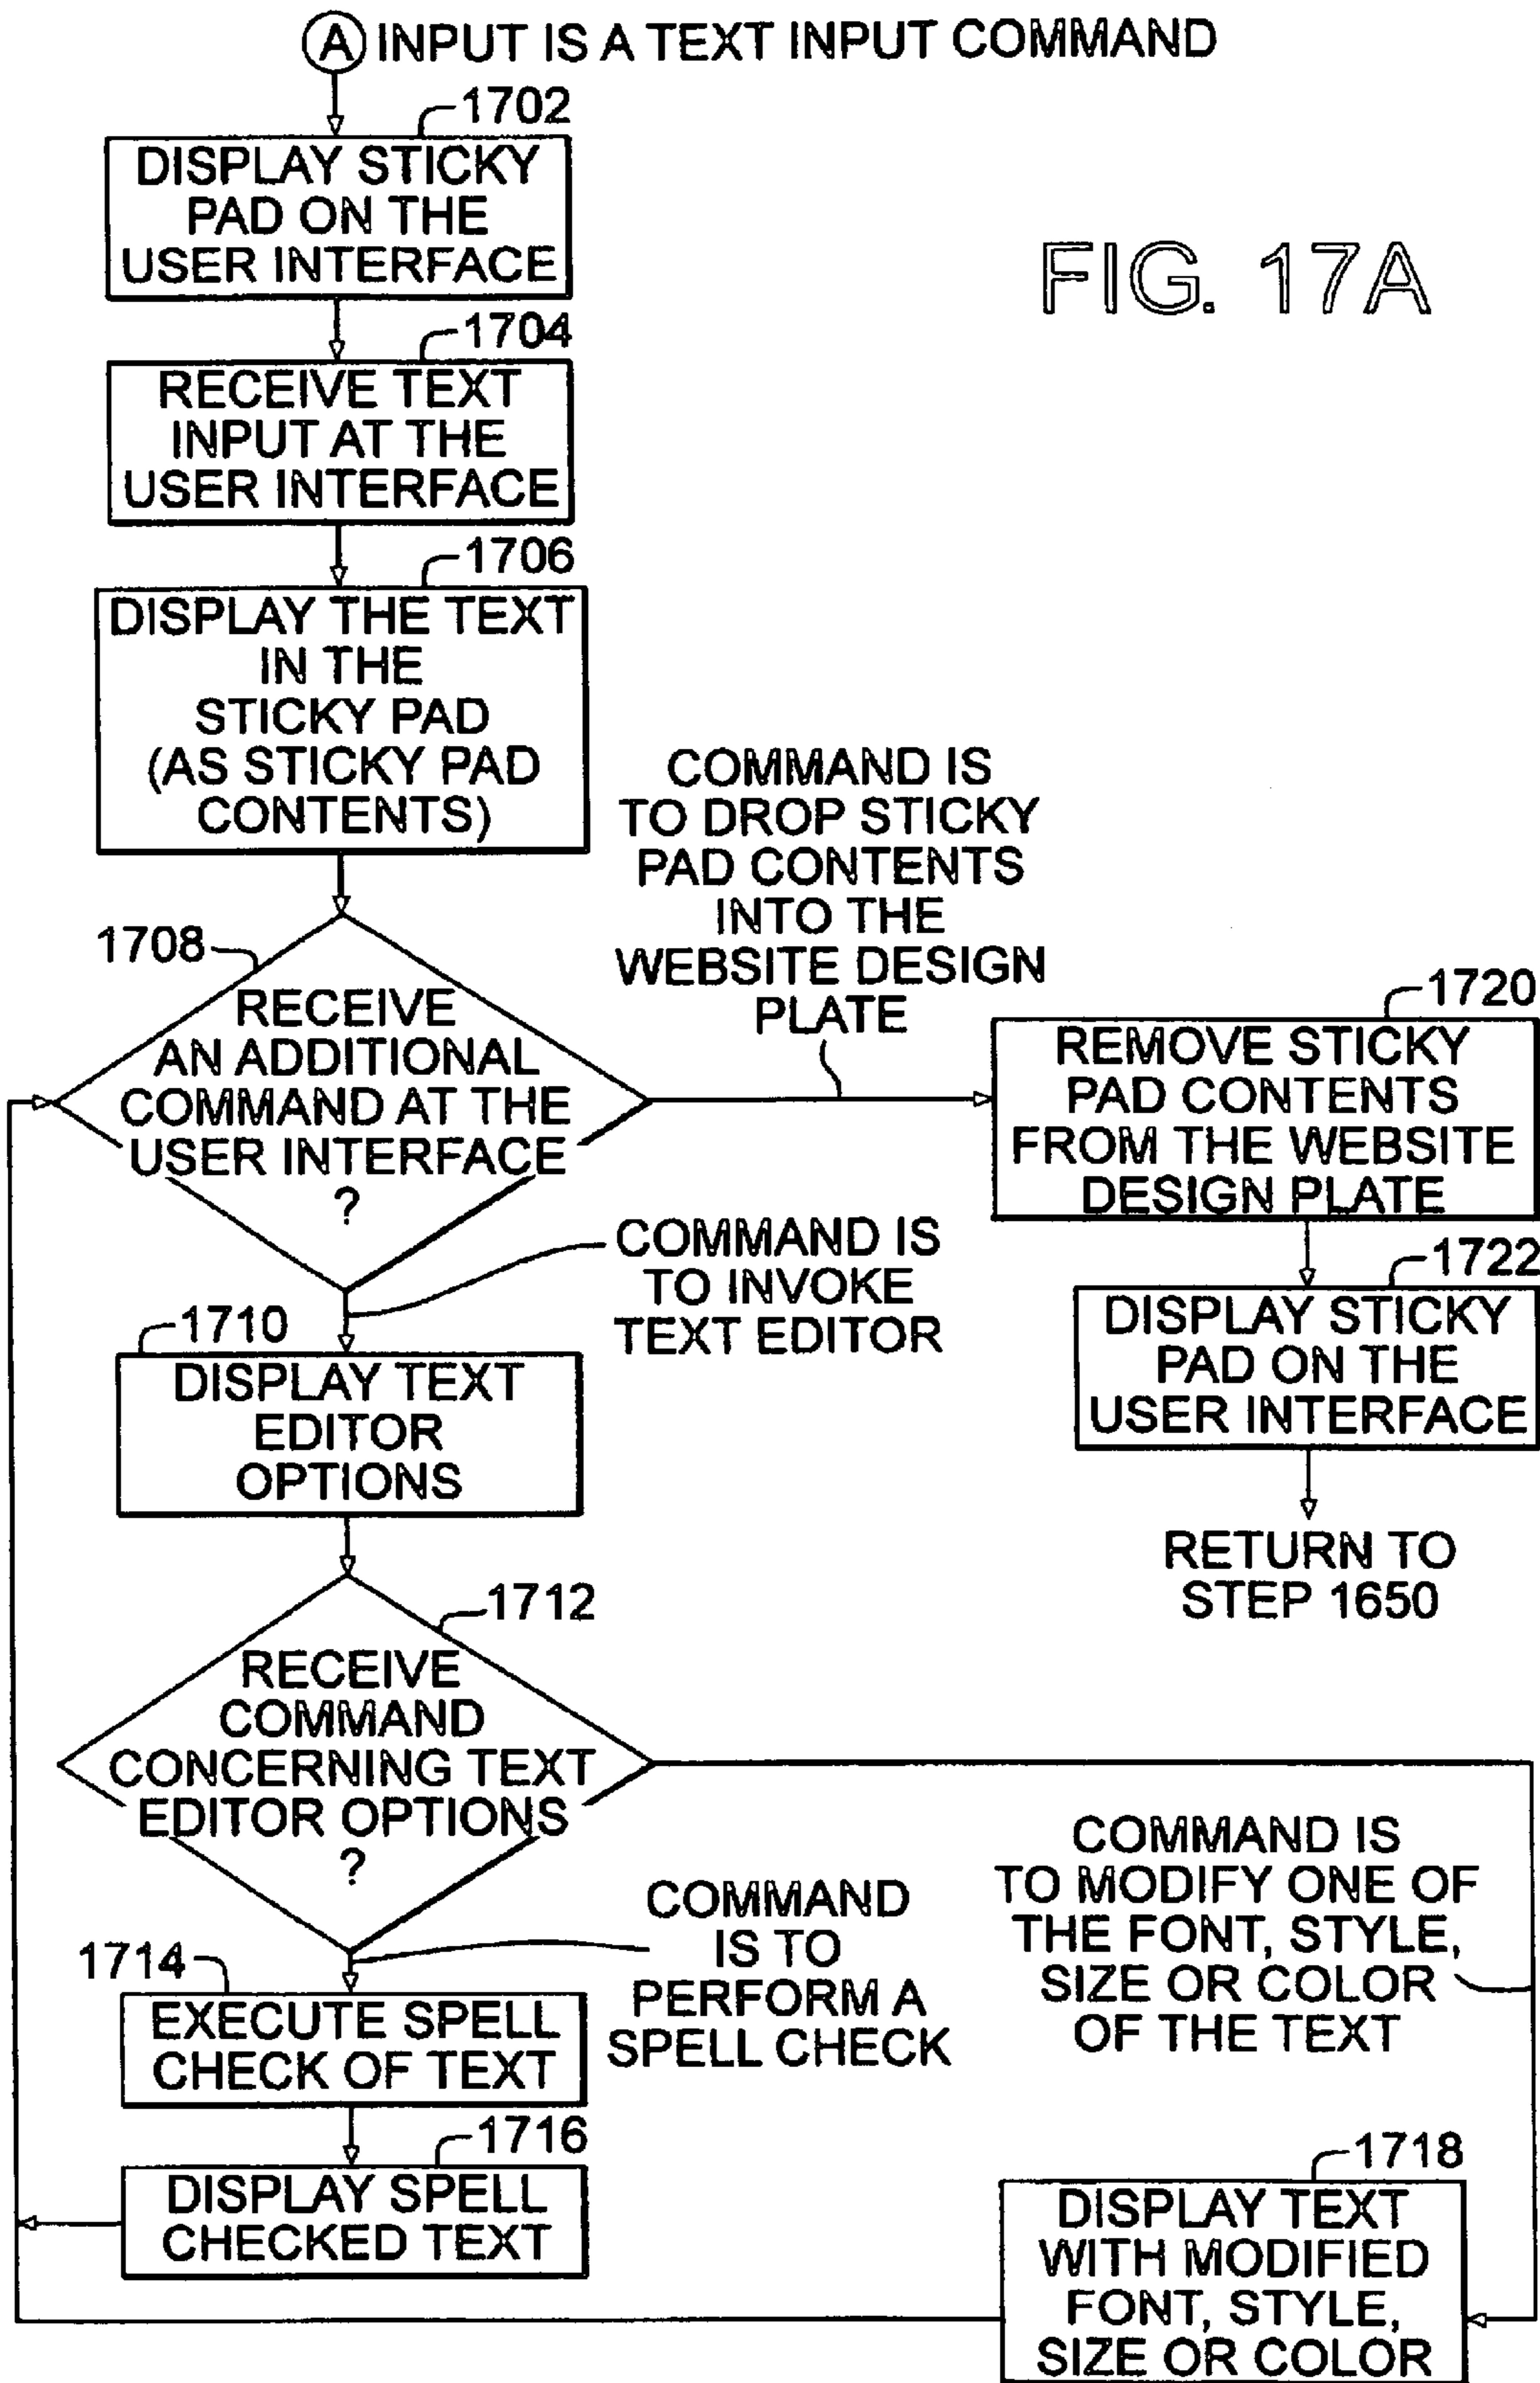 A INPUT IS A TEXT INPUT COMMAND
1702
DISPLAY STICKY
PAD ON THE
USER INTERFACE
FIG. 17A
1704
RECEIVE TEXT
INPUT AT THE
USER INTERFACE
1706
DISPLAY THE TEXT
IN THE
STICKY PAD
(AS STICKY PAD
CONTENTS)
COMMAND IS
TO DROP STICKY
PAD CONTENTS
INTO THE
WEBSITE DESIGN
PLATE
1708
RECEIVE
AN ADDITIONAL
COMMAND AT THE
USER INTERFACE
?
1720
REMOVE STICKY
PAD CONTENTS
FROM THE WEBSITE
DESIGN PLATE
COMMAND IS
TO INVOKE
TEXT EDITOR
1722
DISPLAY STICKY
PAD ON THE
USER INTERFACE
RETURN TO
STEP 1650
1710
DISPLAY TEXT
EDITOR
OPTIONS
1712
RECEIVE
COMMAND
CONCERNING TEXT
EDITOR OPTIONS
?
COMMAND
IS TO
PERFORM A
SPELL CHECK
COMMAND IS
TO MODIFY ONE OF
THE FONT, STYLE,
SIZE OR COLOR
OF THE TEXT
1714
EXECUTE SPELL
CHECK OF TEXT
1716
DISPLAY SPELL
CHECKED TEXT
1718
DISPLAY TEXT
WITH MODIFIED
FONT, STYLE,
SIZE OR COLOR